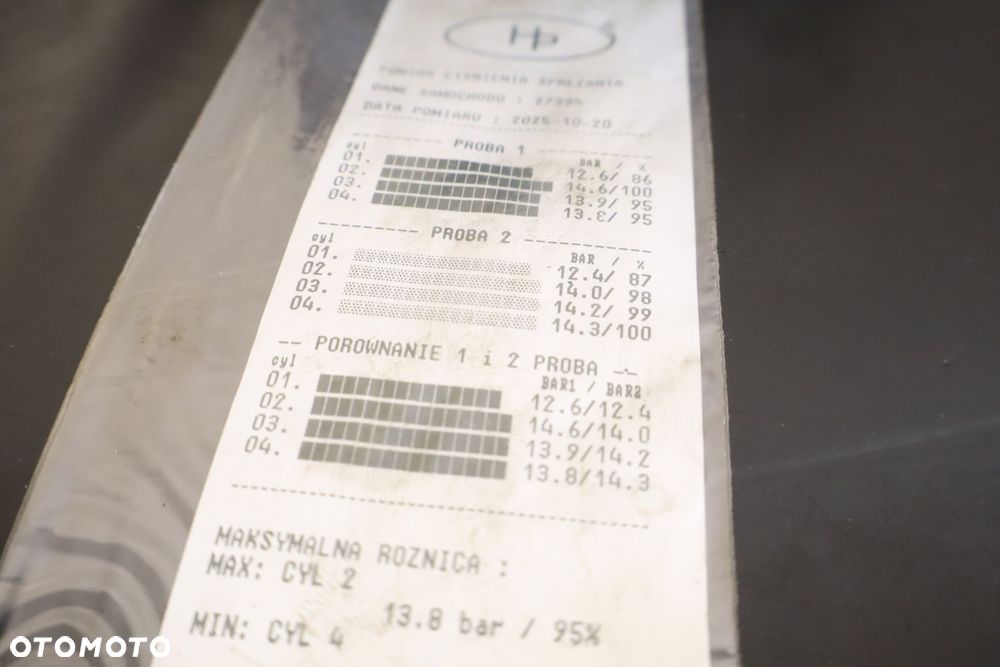 HP
POMIAR CISNIENIA SPREZANIA
DANE SAMOCHODU :
DATA POMIARU : 2025-10-20
PROBA 1
cyl BAR / %
01. 12.6/ 86
02. 14.6/100
03. 13.9/ 95
04. 13.8/ 95
PROBA 2
cyl BAR / %
01. 12.4/ 87
02. 14.0/ 98
03. 14.2/ 99
04. 14.3/100
-- POROWNANIE 1 i 2 PROBA --
cyl BAR1 / BAR2
01. 12.6/12.4
02. 14.6/14.0
03. 13.9/14.2
04. 13.8/14.3
MAKSYMALNA ROZNICA :
MAX: CYL 2
13.8 bar / 95%
MIN: CYL 4
OTOMOTO